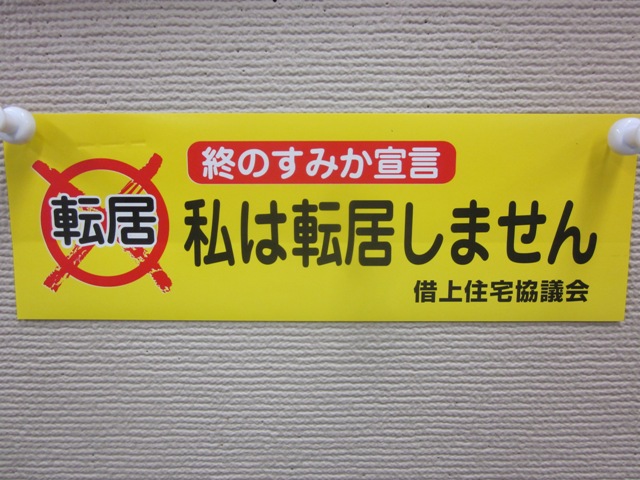 転居
終のすみか宣言
私は転居しません
借上住宅協議会